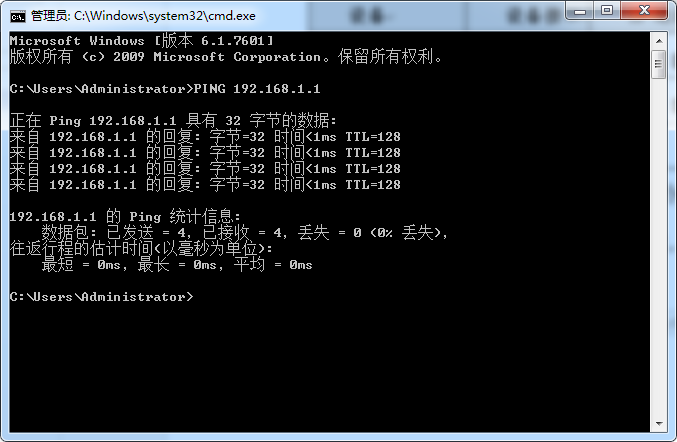 管理员: C:\Windows\system32\cmd.exe
Microsoft Windows [版本 6.1.7601]
版权所有 (c) 2009 Microsoft Corporation。保留所有权利。
C:\Users\Administrator>PING 192.168.1.1
正在 Ping 192.168.1.1 具有 32 字节的数据:
来自 192.168.1.1 的回复: 字节=32 时间<1ms TTL=128
来自 192.168.1.1 的回复: 字节=32 时间<1ms TTL=128
来自 192.168.1.1 的回复: 字节=32 时间<1ms TTL=128
来自 192.168.1.1 的回复: 字节=32 时间<1ms TTL=128
192.168.1.1 的 Ping 统计信息:
数据包: 已发送 = 4，已接收 = 4，丢失 = 0 (0% 丢失)，
往返行程的估计时间(以毫秒为单位):
最短 = 0ms，最长 = 0ms，平均 = 0ms
C:\Users\Administrator>